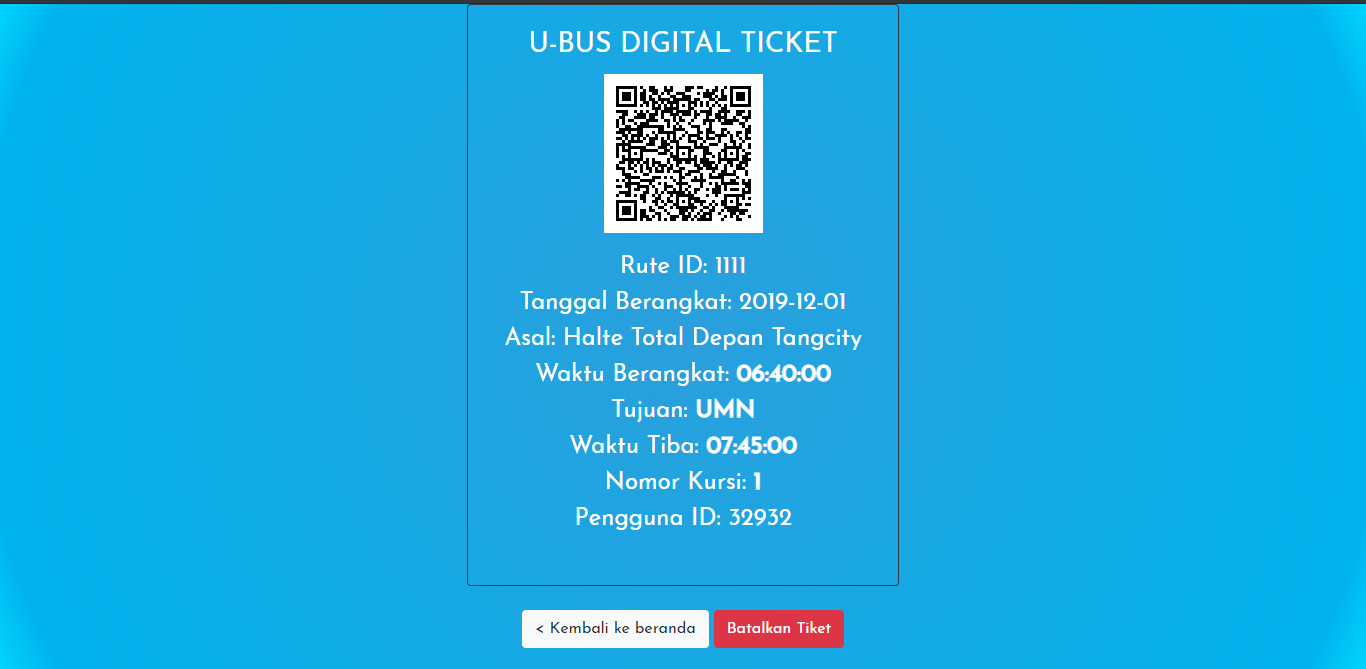 U-BUS DIGITAL TICKET
Rute ID: 1111
Tanggal Berangkat: 2019-12-01
Asal: Halte Total Depan Tangcity
Waktu Berangkat: 06:40:00
Tujuan: UMN
Waktu Tiba: 07:45:00
Nomor Kursi: 1
Pengguna ID: 32932
< Kembali ke beranda
Batalkan Tiket